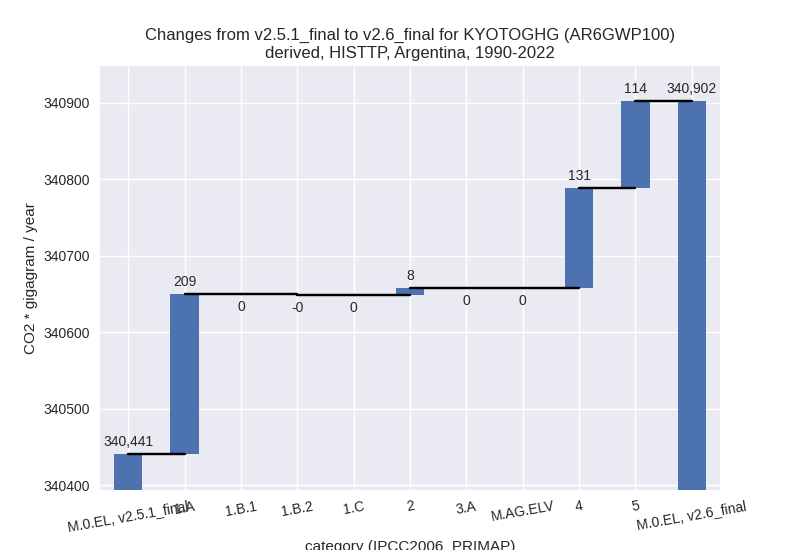 Changes from v2.5.1_final to v2.6_final for KYOTOGHG (AR6GWP100)
derived, HISTTP, Argentina, 1990-2022
CO2 * gigagram / year
340900
340800
340700
340600
340500
340400
340,441
209
0
-0
0
8
0
0
131
114
340,902
M.0.EL, v2.5.1_final
1.A
1.B.1
1.B.2
1.C
2
3.A
M.AG.ELV
4
5
M.0.EL, v2.6_final
category (IPCC2006_PRIMAP)